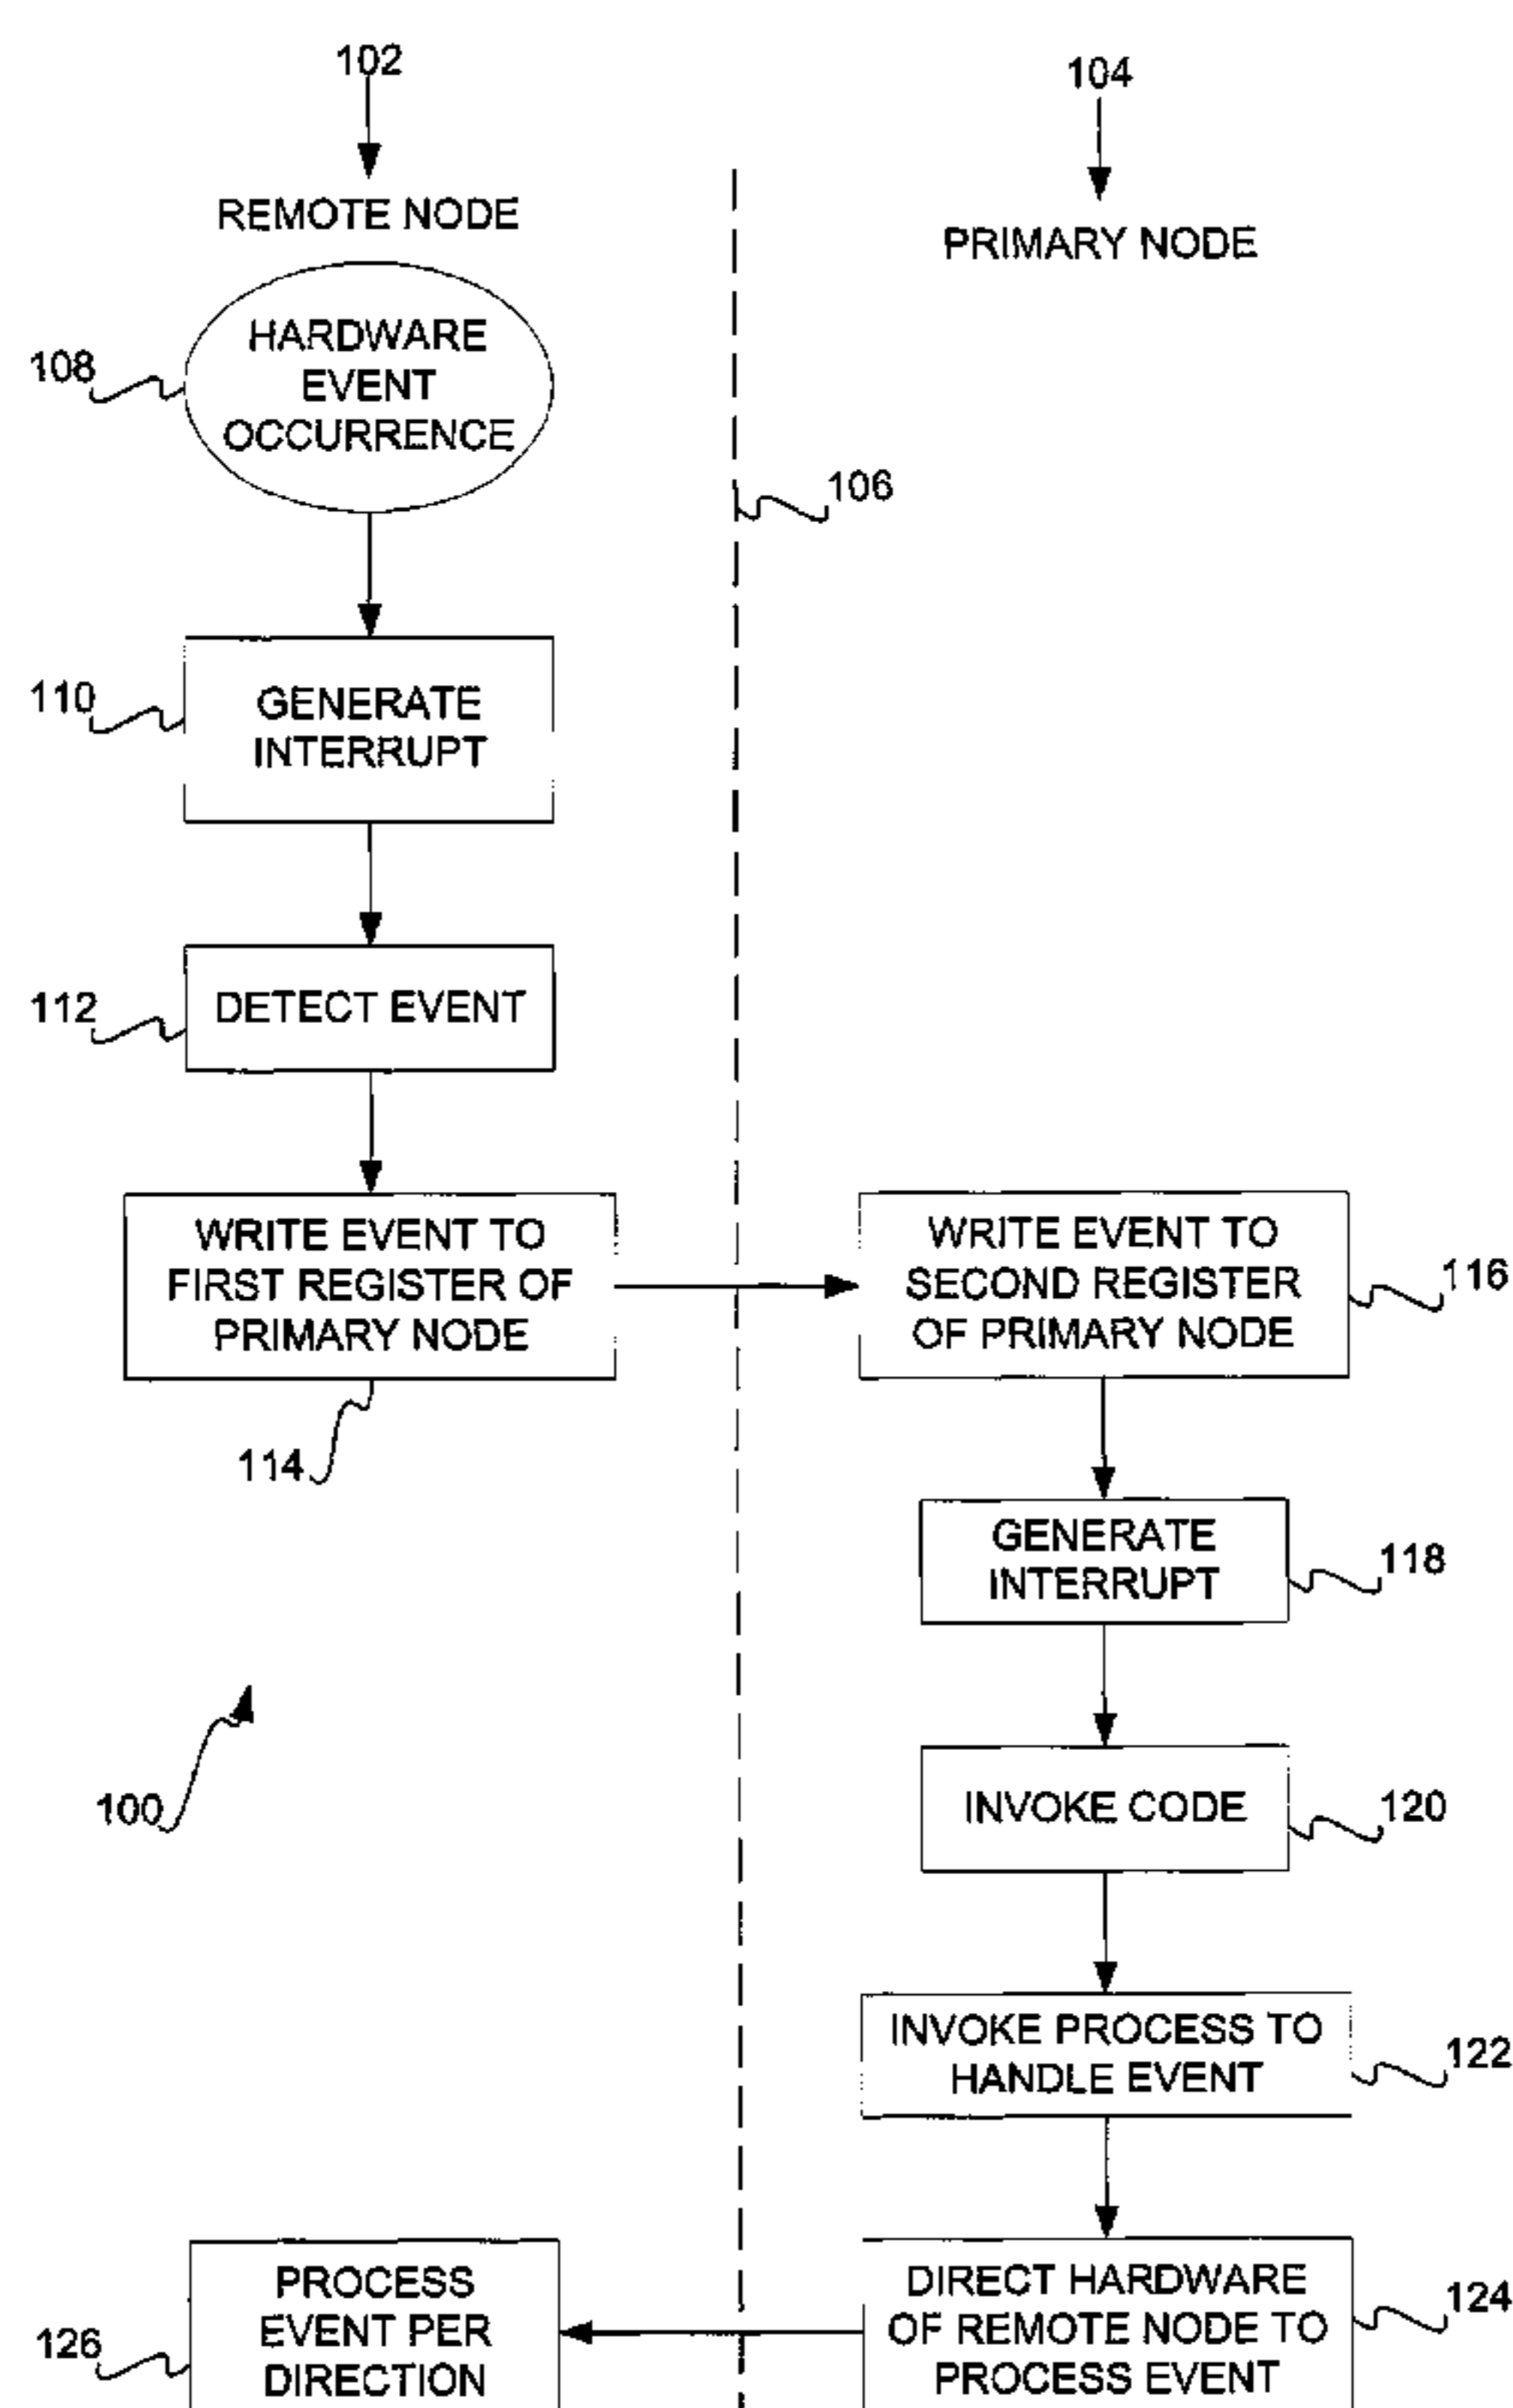 102
104
REMOTE NODE
PRIMARY NODE
HARDWARE
EVENT
OCCURRENCE
108
106
110
GENERATE
INTERRUPT
112
DETECT EVENT
WRITE EVENT TO
FIRST REGISTER OF
PRIMARY NODE
114
WRITE EVENT TO
SECOND REGISTER
OF PRIMARY NODE
116
GENERATE
INTERRUPT
118
100
INVOKE CODE
120
INVOKE PROCESS TO
HANDLE EVENT
122
DIRECT HARDWARE
OF REMOTE NODE TO
PROCESS EVENT
124
PROCESS
EVENT PER
DIRECTION
126